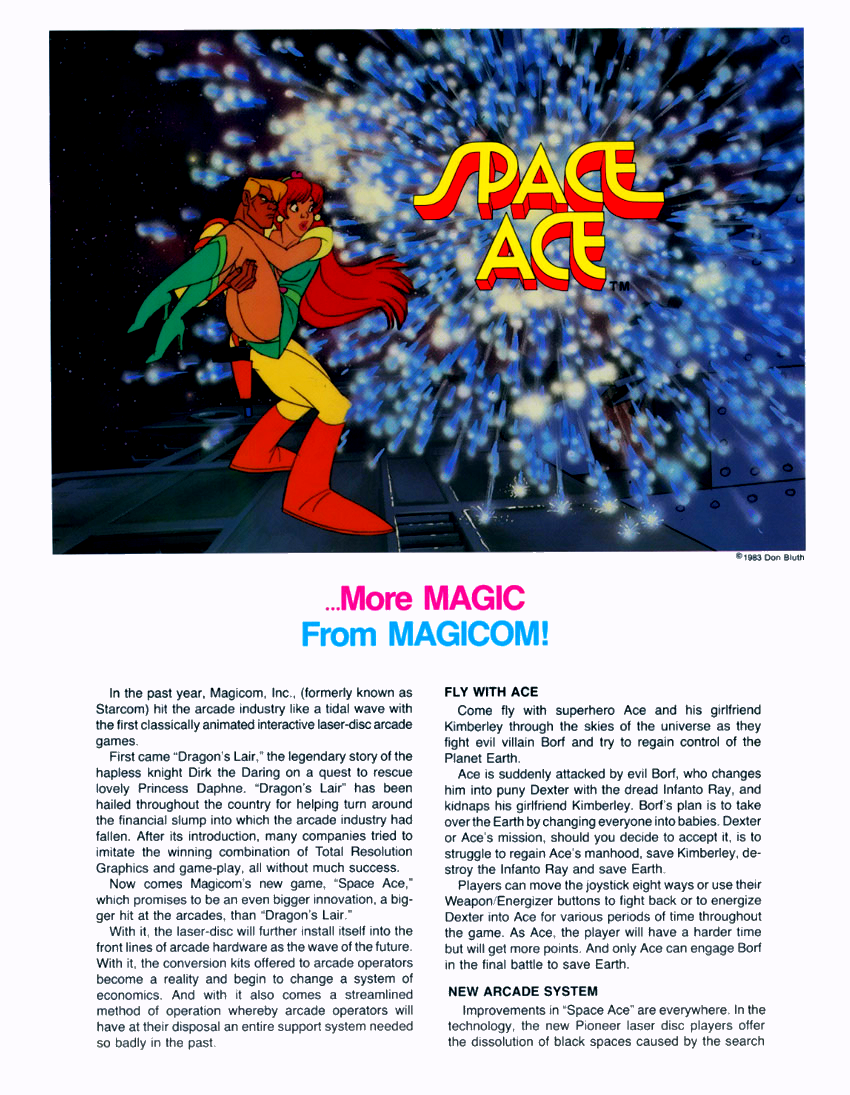 SPACE
ACE
TM
©1983 Don Bluth
...More MAGIC
From MAGICOM!
In the past year, Magicom, Inc., (formerly known as
Starcom) hit the arcade industry like a tidal wave with
the first classically animated interactive laser-disc arcade
games.
First came “Dragon's Lair,” the legendary story of the
hapless knight Dirk the Daring on a quest to rescue
lovely Princess Daphne. “Dragon's Lair” has been
hailed throughout the country for helping turn around
the financial slump into which the arcade industry had
fallen. After its introduction, many companies tried to
imitate the winning combination of Total Resolution
Graphics and game-play, all without much success.
Now comes Magicom's new game, “Space Ace,”
which promises to be an even bigger innovation, a big-
ger hit at the arcades, than “Dragon's Lair.”
With it, the laser-disc will further install itself into the
front lines of arcade hardware as the wave of the future.
With it, the conversion kits offered to arcade operators
become a reality and begin to change a system of
economics. And with it also comes a streamlined
method of operation whereby arcade operators will
have at their disposal an entire support system needed
so badly in the past.
FLY WITH ACE
Come fly with superhero Ace and his girlfriend
Kimberley through the skies of the universe as they
fight evil villain Borf and try to regain control of the
Planet Earth.
Ace is suddenly attacked by evil Borf, who changes
him into puny Dexter with the dread Infanto Ray, and
kidnaps his girlfriend Kimberley. Borf's plan is to take
over the Earth by changing everyone into babies. Dexter
or Ace's mission, should you decide to accept it, is to
struggle to regain Ace's manhood, save Kimberley, de-
stroy the Infanto Ray and save Earth.
Players can move the joystick eight ways or use their
Weapon/Energizer buttons to fight back or to energize
Dexter into Ace for various periods of time throughout
the game. As Ace, the player will have a harder time
but will get more points. And only Ace can engage Borf
in the final battle to save Earth.
NEW ARCADE SYSTEM
Improvements in “Space Ace” are everywhere. In the
technology, the new Pioneer laser disc players offer
the dissolution of black spaces caused by the search